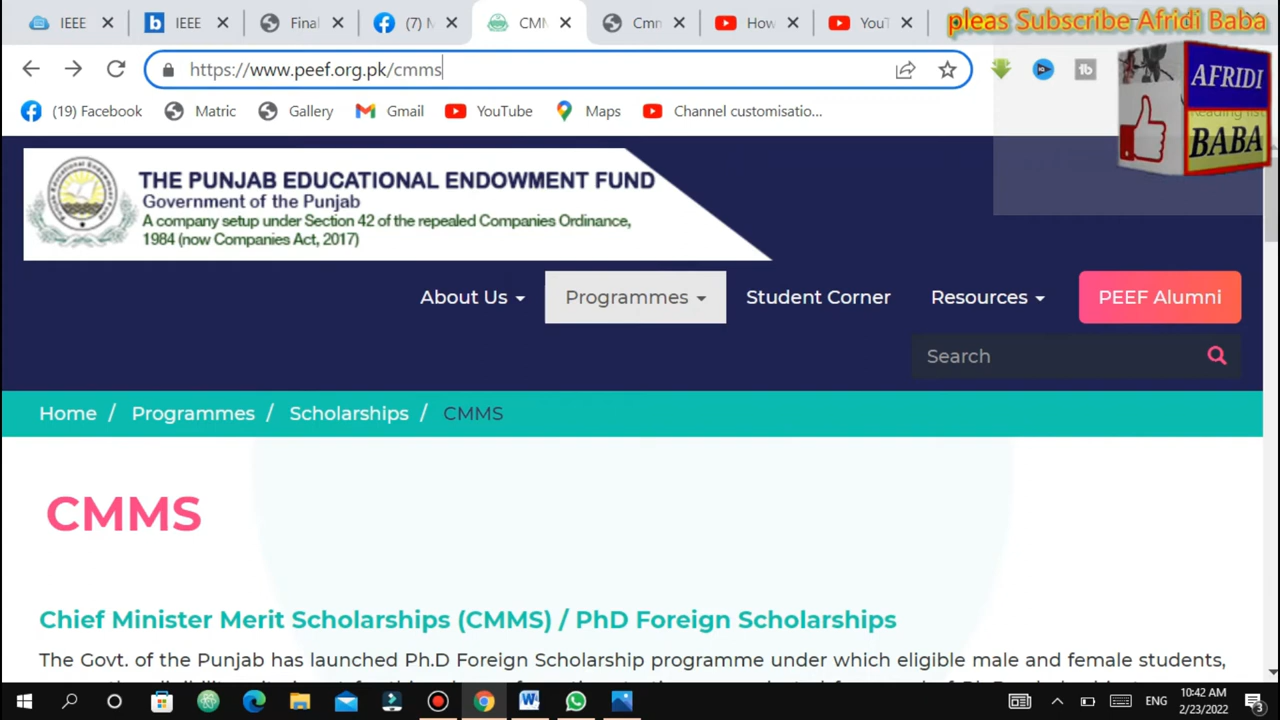 IEEE
IEEE
Final
(7) M
CMM
Cmr
How
YouT
pleas Subscribe-Afridi Baba
https://www.peef.org.pk/cmms
AFRIDI
BABA
(19) Facebook
Matric
Gallery
Gmail
YouTube
Maps
Channel customisatio...
Reading list
THE PUNJAB EDUCATIONAL ENDOWMENT FUND
Government of the Punjab
A company setup under Section 42 of the repealed Companies Ordinance,
1984 (now Companies Act, 2017)
About Us
Programmes
Student Corner
Resources
PEEF Alumni
Search
Home / Programmes / Scholarships / CMMS
CMMS
Chief Minister Merit Scholarships (CMMS) / PhD Foreign Scholarships
The Govt. of the Punjab has launched Ph.D Foreign Scholarship programme under which eligible male and female students,
ENG
10:42 AM
2/23/2022
3